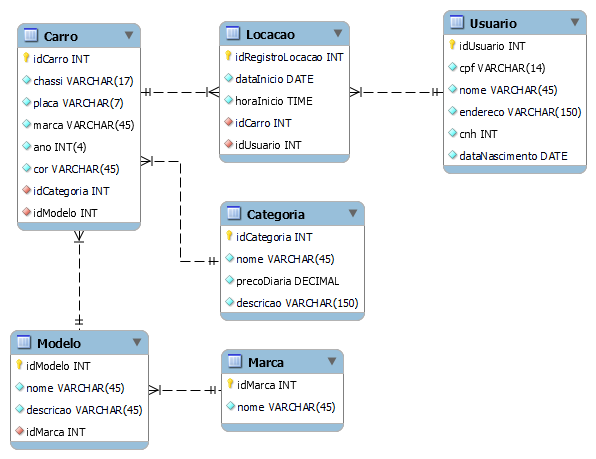 Carro
idCarro INT
chassi VARCHAR(17)
placa VARCHAR(7)
marca VARCHAR(45)
ano INT(4)
cor VARCHAR(45)
idCategoria INT
idModelo INT
Locacao
idRegistroLocacao INT
dataInicio DATE
horaInicio TIME
idCarro INT
idUsuario INT
Usuario
idUsuario INT
cpf VARCHAR(14)
nome VARCHAR(45)
endereco VARCHAR(150)
cnh INT
dataNascimento DATE
Categoria
idCategoria INT
nome VARCHAR(45)
precoDiaria DECIMAL
descricao VARCHAR(150)
Modelo
idModelo INT
nome VARCHAR(45)
descricao VARCHAR(45)
idMarca INT
Marca
idMarca INT
nome VARCHAR(45)